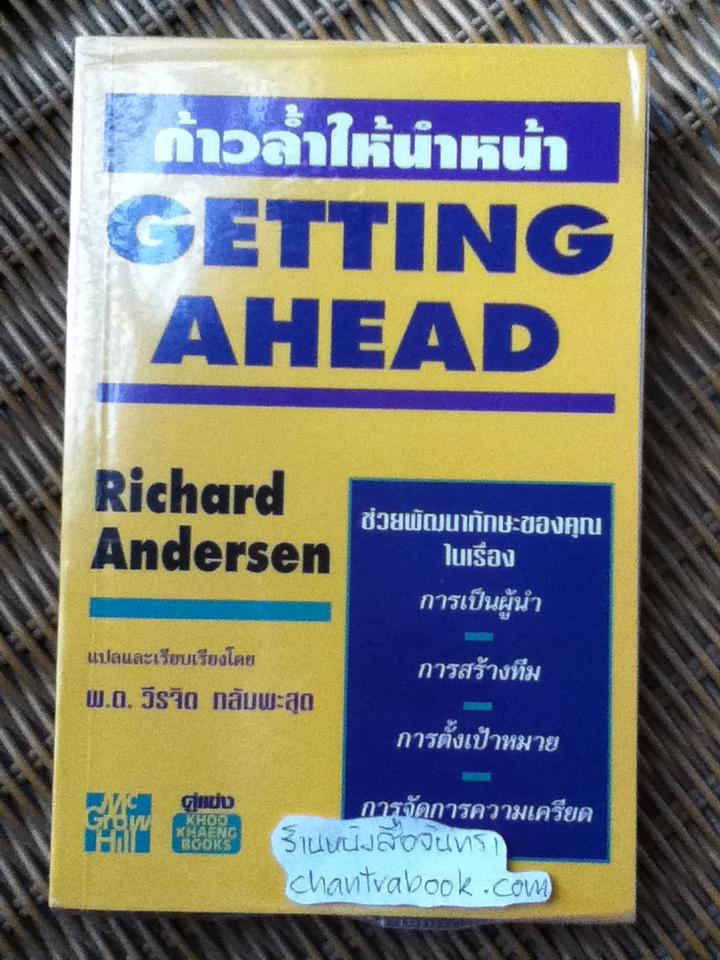 ก้าวล้ำให้นำหน้า
GETTING
AHEAD
Richard
Andersen
แปลและเรียบเรียงโดย
พ.ต. วีรจิต กลัมพะสุต
ช่วยพัฒนาทักษะของคุณ
ในเรื่อง
การเป็นผู้นำ
การสร้างทีม
การตั้งเป้าหมาย
การจัดการความเครียด
Mc
Graw
Hill
คู่แข่ง
KHOO
KHAENG
BOOKS
ร้านหนังสือจันทรา
chantrabook.com